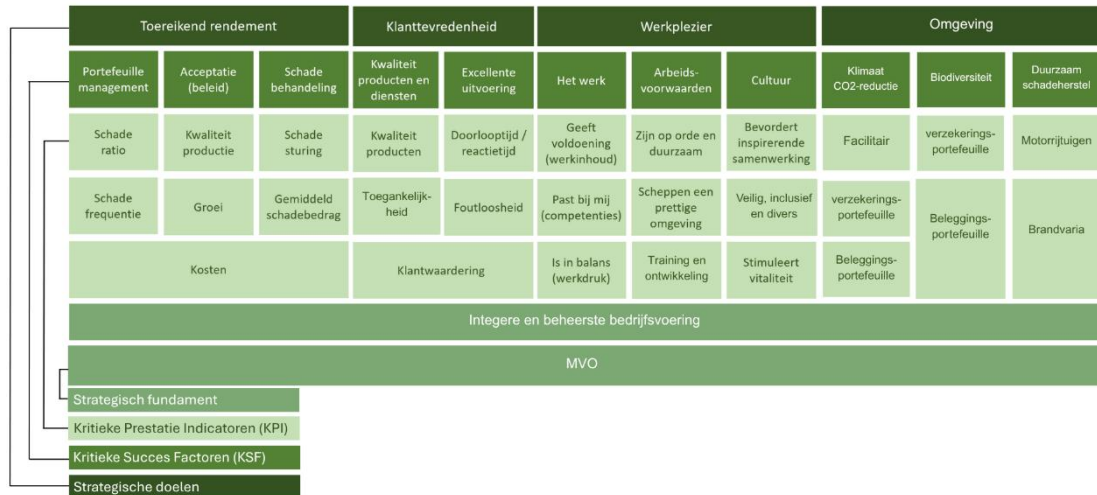 Toereikend rendement
Klanttevredenheid
Werkplezier
Omgeving
Portefeuille
management
Acceptatie
(beleid)
Schade
behandeling
Kwaliteit
producten en
diensten
Excellente
uitvoering
Het werk
Arbeids-
voorwaarden
Cultuur
Klimaat
CO2-reductie
Biodiversiteit
Duurzaam
schadeherstel
Schade
ratio
Kwaliteit
productie
Schade
sturing
Kwaliteit
producten
Doorlooptijd /
reactietijd
Geeft
voldoening
(werkinhoud)
Zijn op orde en
duurzaam
Bevordert
inspirerende
samenwerking
Facilitair
verzekerings-
portefeuille
Motorrijtuigen
Schade
frequentie
Groei
Gemiddeld
schadebedrag
Toegankelijk-
heid
Foutloosheid
Past bij mij
(competenties)
Scheppen een
prettige
omgeving
Veilig, inclusief
en divers
verzekerings-
portefeuille
Beleggings-
portefeuille
Brandvaria
Kosten
Klantwaardering
Is in balans
(werkdruk)
Training en
ontwikkeling
Stimuleert
vitaliteit
Beleggings-
portefeuille
Integere en beheerste bedrijfsvoering
MVO
Strategisch fundament
Kritieke Prestatie Indicatoren (KPI)
Kritieke Succes Factoren (KSF)
Strategische doelen